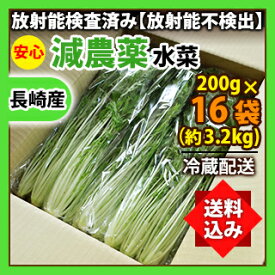 放射能検査済み【放射能不検出】
安心
減農薬水菜
長崎産
200g×
16袋
(約3.2kg)
冷蔵配送
送料
込み